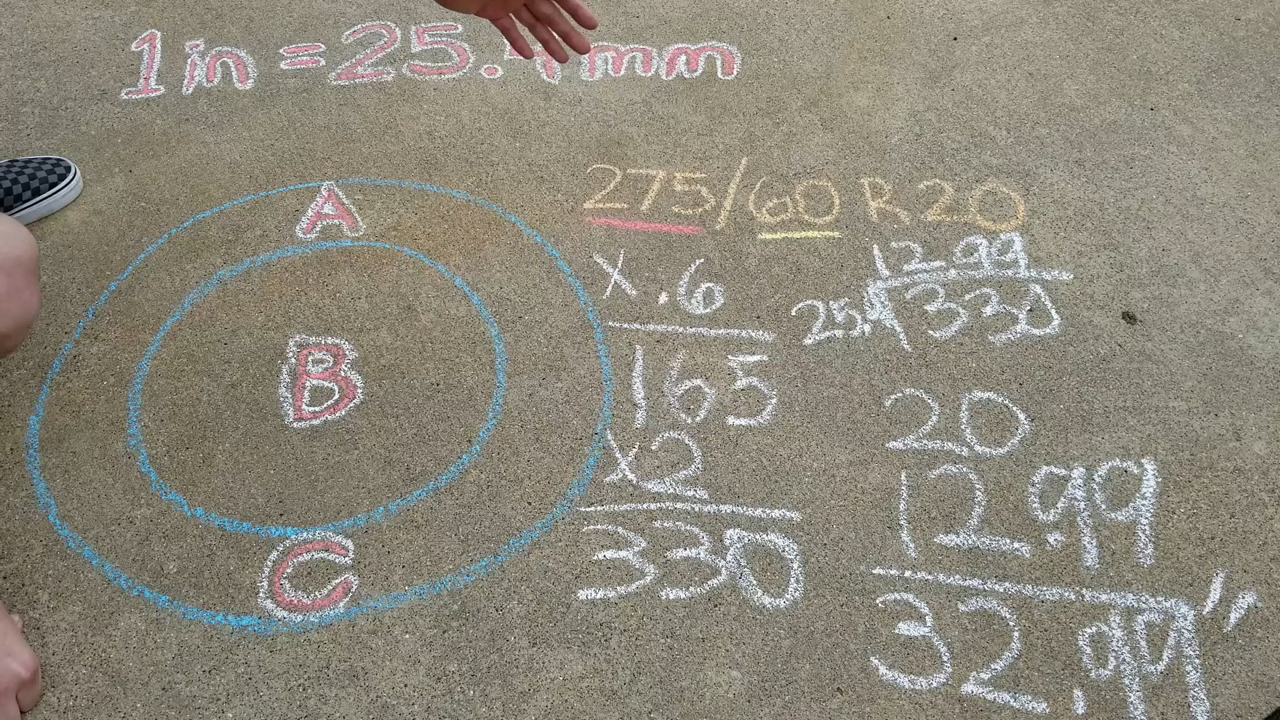 1 in = 25.4 mm
275/60 R20
A
x .6
12.99
25.4 330
165
B
20
x2
12.99
330
C
32.99"